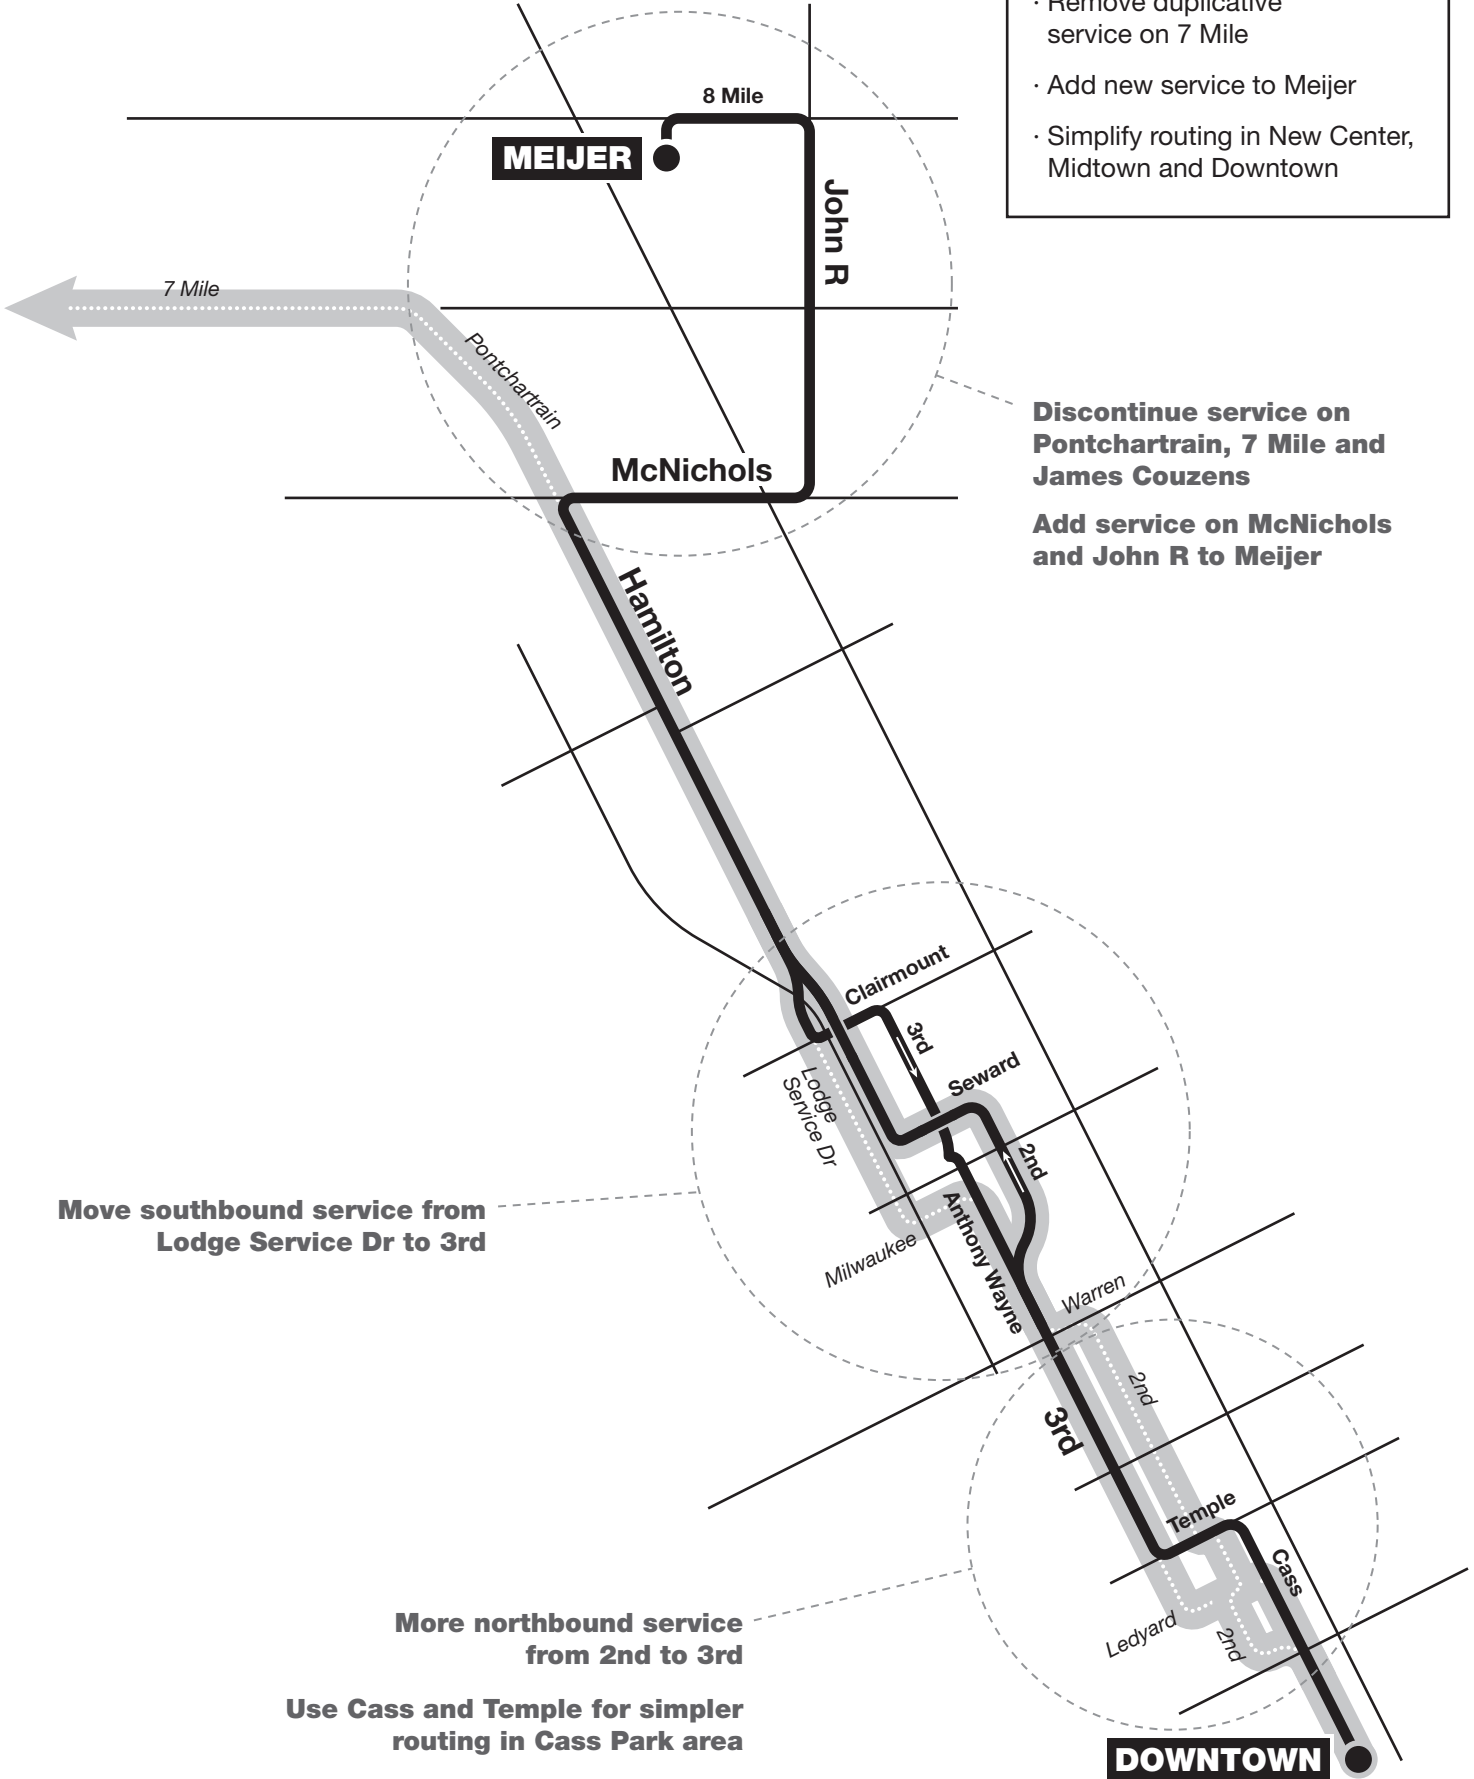 · Remove duplicative
service on 7 Mile
· Add new service to Meijer
· Simplify routing in New Center,
Midtown and Downtown
8 Mile
MEIJER
John R
7 Mile
Pontchartrain
McNichols
Discontinue service on
Pontchartrain, 7 Mile and
James Couzens
Add service on McNichols
and John R to Meijer
Hamilton
Clairmount
3rd
Seward
Lodge
Service Dr
2nd
Move southbound service from
Lodge Service Dr to 3rd
Anthony Wayne
Milwaukee
Warren
2nd
3rd
Temple
Cass
Ledyard
2nd
More northbound service
from 2nd to 3rd
Use Cass and Temple for simpler
routing in Cass Park area
DOWNTOWN